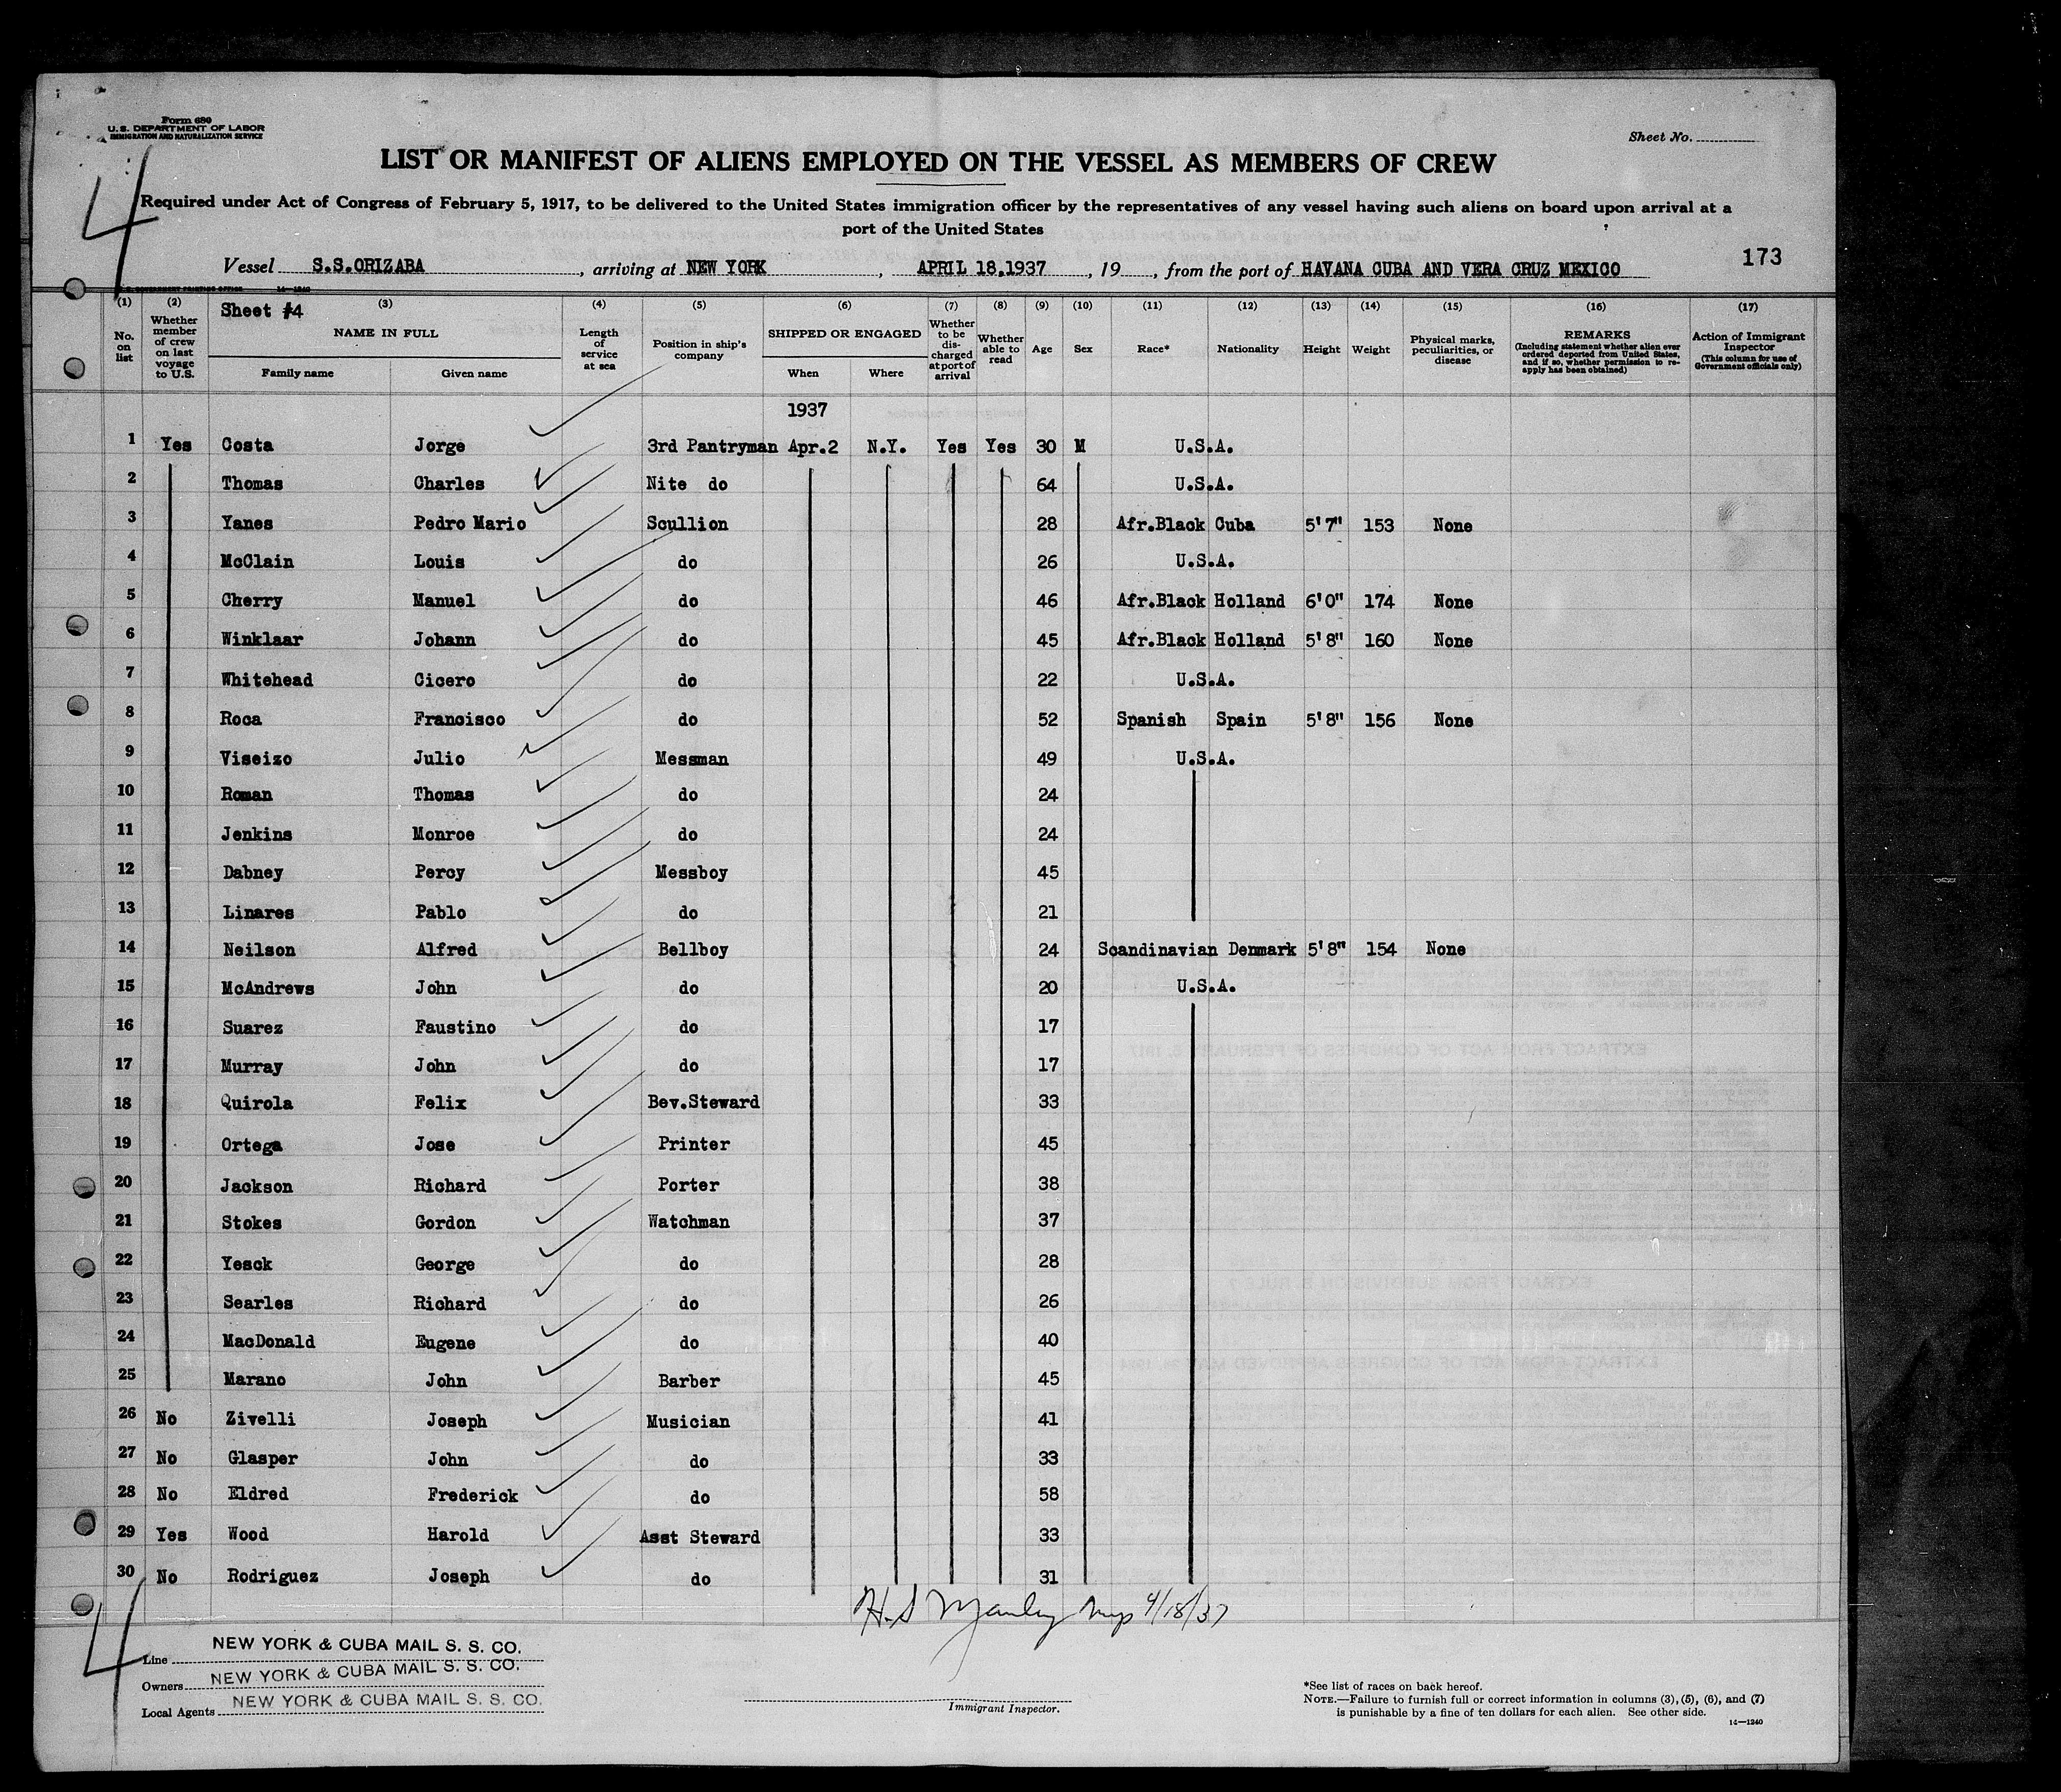 Form 680
U. S. DEPARTMENT OF LABOR
IMMIGRATION AND NATURALIZATION SERVICE
Sheet No.
4
LIST OR MANIFEST OF ALIENS EMPLOYED ON THE VESSEL AS MEMBERS OF CREW
Required under Act of Congress of February 5, 1917, to be delivered to the United States immigration officer by the representatives of any vessel having such aliens on board upon arrival at a
port of the United States
173
Vessel S.S.ORIZABA, arriving at NEW YORK, APRIL 18,1937, 19, from the port of HAVANA CUBA AND VERA CRUZ MEXICO
U. S. GOVERNMENT PRINTING OFFICE 14—1240
(1) (2) Sheet #4 (3) (4) (5) (6) (7) (8) (9) (10) (11) (12) (13) (14) (15) (16) (17)
No. on list
Whether member of crew on last voyage to U.S.
NAME IN FULL
Family name Given name
Length of service at sea
Position in ship's company
SHIPPED OR ENGAGED
When Where
Whether to be discharged at port of arrival
Whether able to read
Age
Sex
Race*
Nationality
Height
Weight
Physical marks, peculiarities, or disease
REMARKS
(Including statement whether alien ever ordered deported from United States, and if so, whether permission to reapply has been obtained)
Action of Immigrant Inspector
(This column for use of Government officials only)
1937
1 Yes Costa Jorge 3rd Pantryman Apr.2 N.Y. Yes Yes 30 M U.S.A.
2 Thomas Charles Nite do 64 U.S.A.
3 Yanes Pedro Mario Scullion 28 Afr.Black Cuba 5'7" 153 None
4 McClain Louis do 26 U.S.A.
5 Cherry Manuel do 46 Afr.Black Holland 6'0" 174 None
6 Winklaar Johann do 45 Afr.Black Holland 5'8" 160 None
7 Whitehead Cicero do 22 U.S.A.
8 Roca Francisco do 52 Spanish Spain 5'8" 156 None
9 Viseizo Julio Messman 49 U.S.A.
10 Roman Thomas do 24
11 Jenkins Monroe do 24
12 Dabney Percy Messboy 45
13 Linares Pablo do 21
14 Neilson Alfred Bellboy 24 Scandinavian Denmark 5'8" 154 None
15 McAndrews John do 20 U.S.A.
16 Suarez Faustino do 17
17 Murray John do 17
18 Quirola Felix Bev.Steward 33
19 Ortega Jose Printer 45
20 Jackson Richard Porter 38
21 Stokes Gordon Watchman 37
22 Yesck George do 28
23 Searles Richard do 26
24 MacDonald Eugene do 40
25 Marano John Barber 45
26 No Zivelli Joseph Musician 41
27 No Glasper John do 33
28 No Eldred Frederick do 58
29 Yes Wood Harold Asst Steward 33
30 No Rodriguez Joseph do 31
H.S Manley Insp 4/18/37
4
Line NEW YORK & CUBA MAIL S. S. CO.
Owners NEW YORK & CUBA MAIL S. S. CO.
Local Agents NEW YORK & CUBA MAIL S. S. CO.
Immigrant Inspector.
*See list of races on back hereof.
NOTE.—Failure to furnish full or correct information in columns (3), (5), (6), and (7)
is punishable by a fine of ten dollars for each alien. See other side.
14—1240